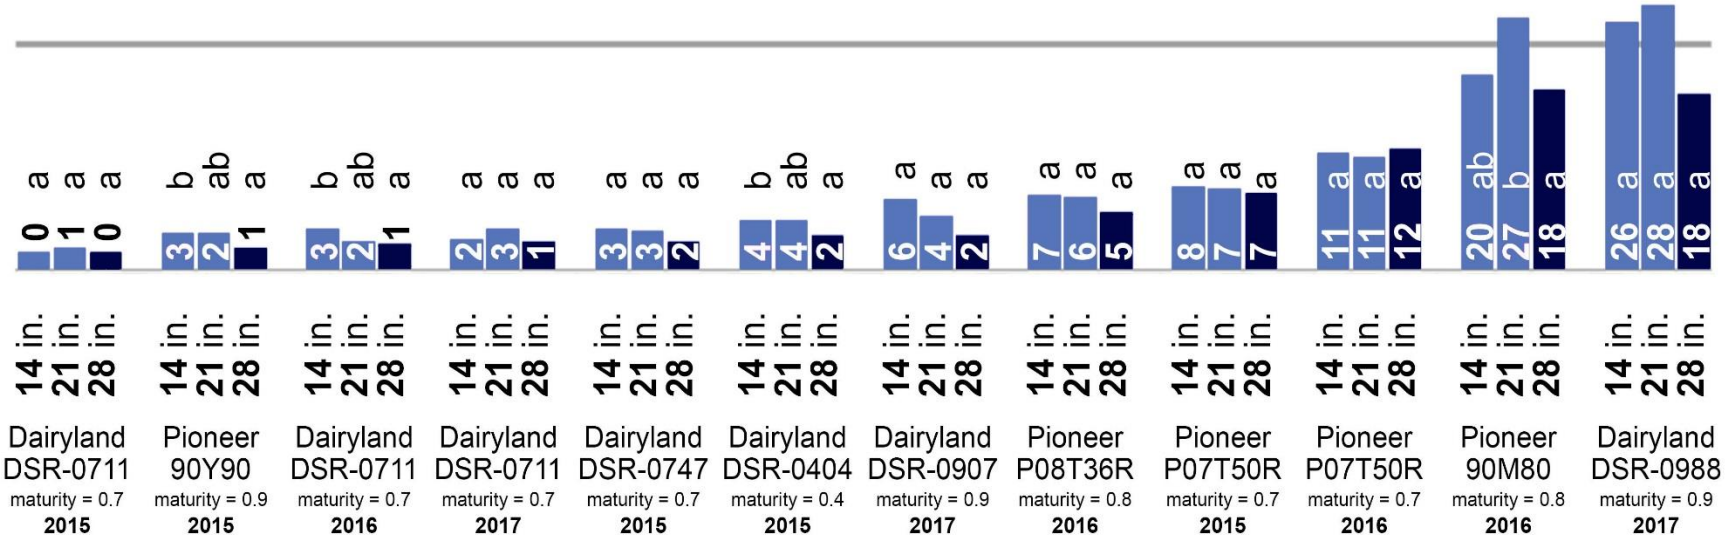 a a a b ab a b ab a a a a a a a b ab a a a a a a a a a a a a a ab b a a a a
0 1 0 3 2 1 3 2 1 2 3 1 3 3 2 4 4 2 6 4 2 7 6 5 8 7 7 11 11 12 20 27 18 26 28 18
14 in. 21 in. 28 in. 14 in. 21 in. 28 in. 14 in. 21 in. 28 in. 14 in. 21 in. 28 in. 14 in. 21 in. 28 in. 14 in. 21 in. 28 in. 14 in. 21 in. 28 in. 14 in. 21 in. 28 in. 14 in. 21 in. 28 in. 14 in. 21 in. 28 in. 14 in. 21 in. 28 in. 14 in. 21 in. 28 in.
Dairyland Pioneer Dairyland Dairyland Dairyland Dairyland Dairyland Pioneer Pioneer Pioneer Pioneer Dairyland
DSR-0711 90Y90 DSR-0711 DSR-0711 DSR-0747 DSR-0404 DSR-0907 P08T36R P07T50R P07T50R 90M80 DSR-0988
maturity = 0.7 maturity = 0.9 maturity = 0.7 maturity = 0.7 maturity = 0.7 maturity = 0.4 maturity = 0.9 maturity = 0.8 maturity = 0.7 maturity = 0.7 maturity = 0.8 maturity = 0.9
2015 2015 2016 2017 2015 2015 2017 2016 2015 2016 2016 2017